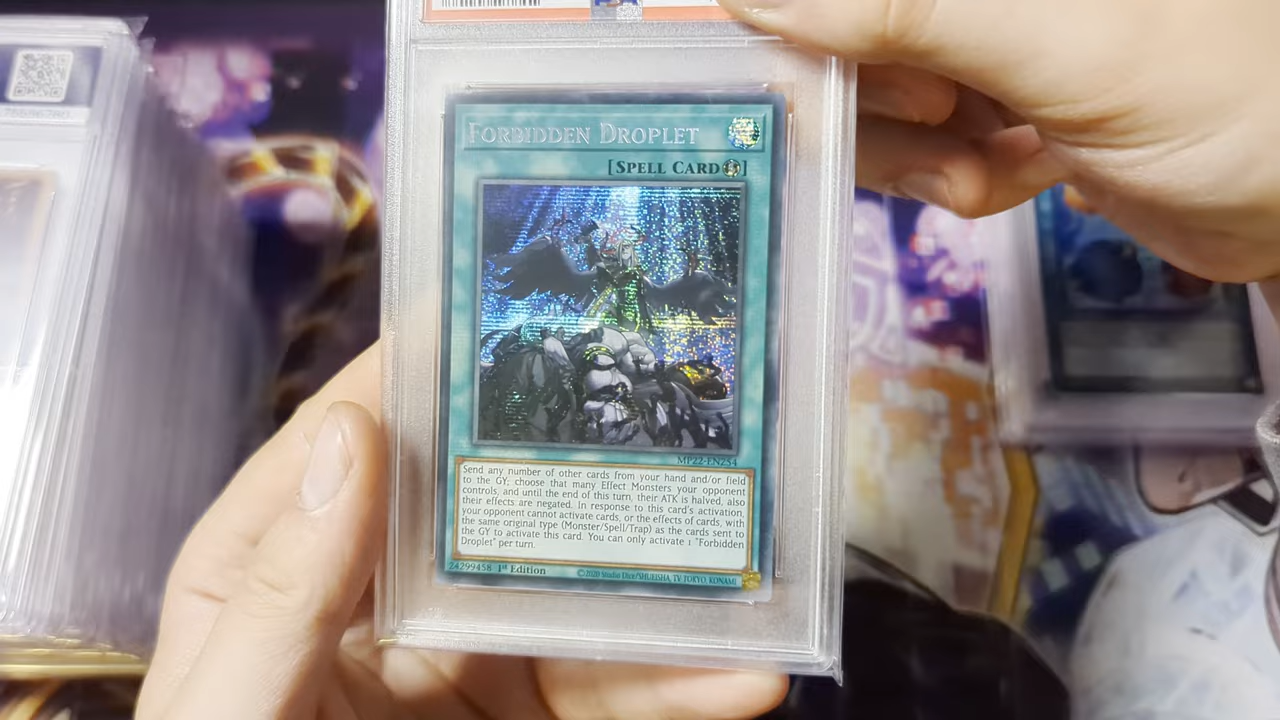 FORBIDDEN DROPLET
[SPELL CARD]
MP22-EN254
Send any number of other cards from your hand and/or field
to the GY; choose that many Effect Monsters your opponent
controls, and until the end of this turn, their ATK is halved, also
their effects are negated. In response to this card's activation,
your opponent cannot activate cards, or the effects of cards, with
the same original type (Monster/Spell/Trap) as the cards sent to
the GY to activate this card. You can only activate 1 "Forbidden
Droplet" per turn.
24299458 1st Edition ©2020 Studio Dice/SHUEISHA, TV TOKYO, KONAMI